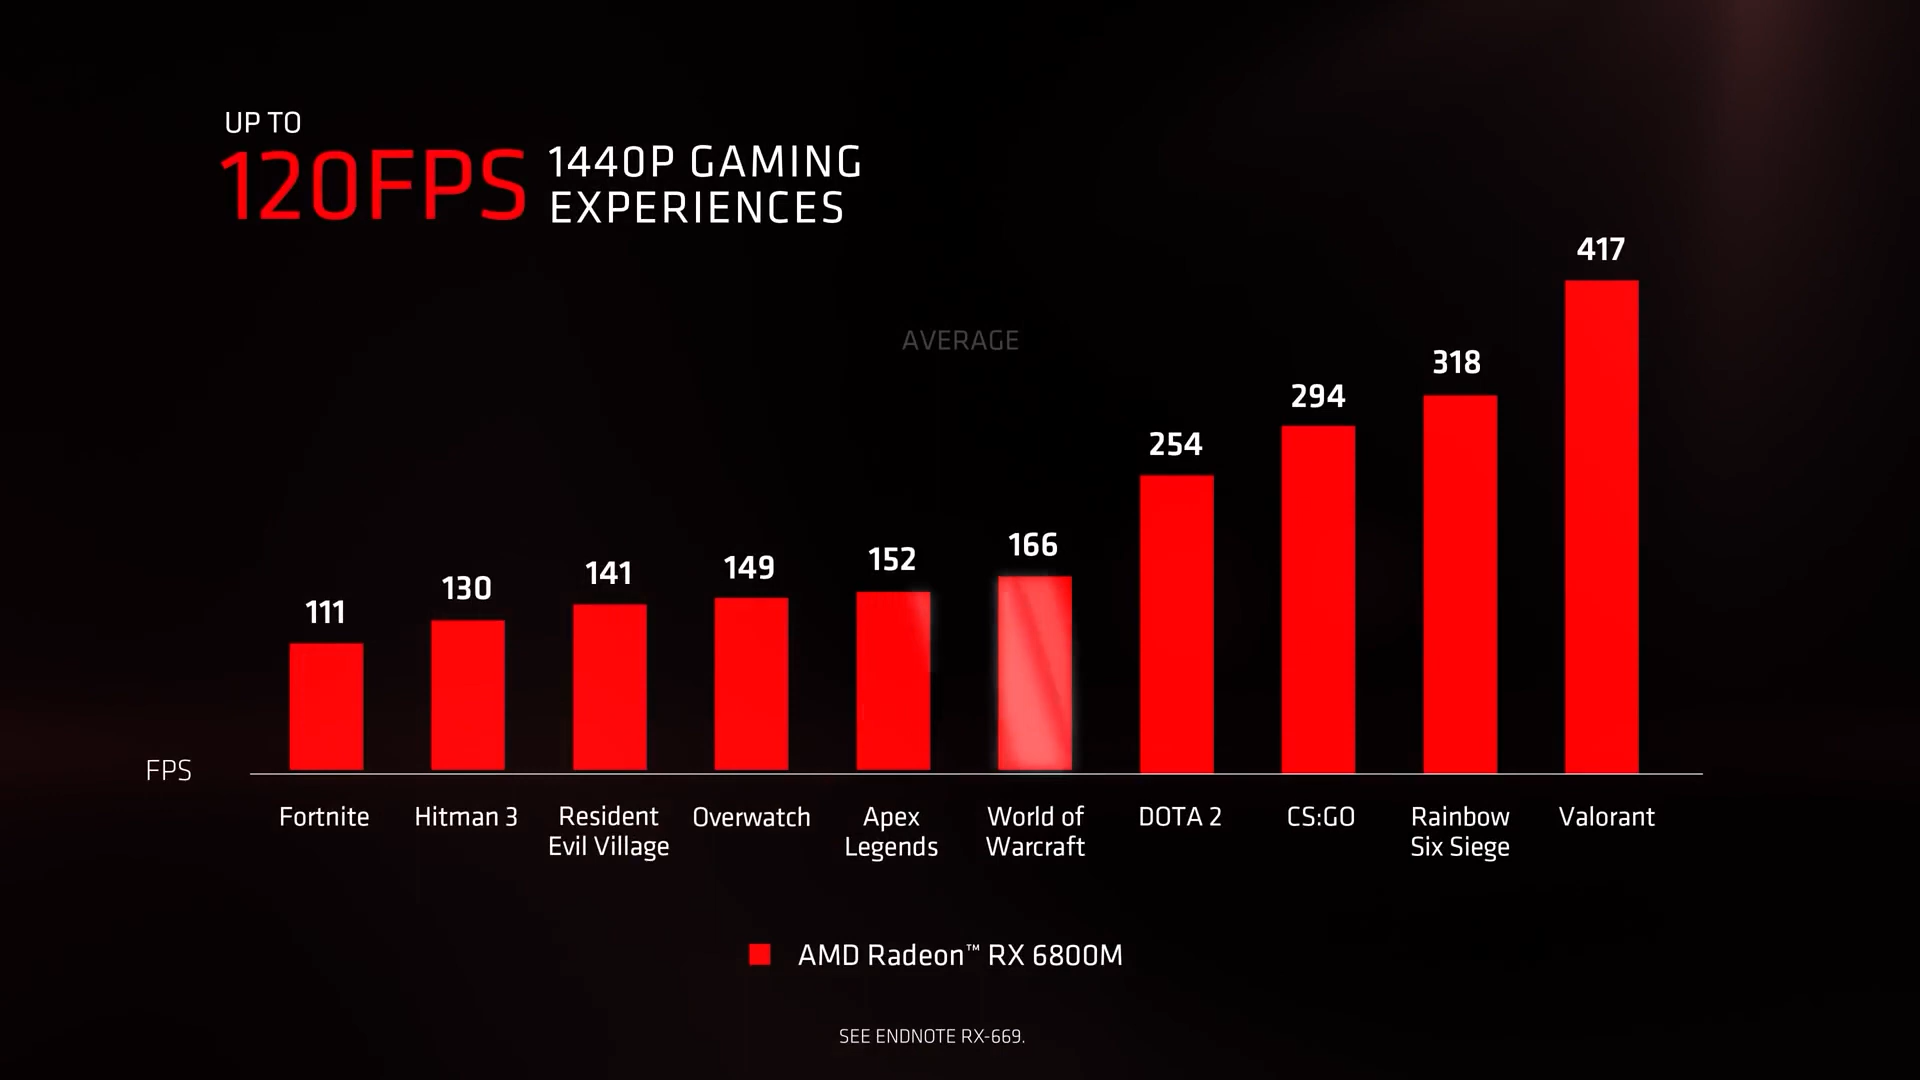 UP TO
120FPS
1440P GAMING
EXPERIENCES
AVERAGE
417
318
294
254
166
152
149
141
130
111
FPS
Fortnite
Hitman 3
Resident
Evil Village
Overwatch
Apex
Legends
World of
Warcraft
DOTA 2
CS:GO
Rainbow
Six Siege
Valorant
AMD Radeon™ RX 6800M
SEE ENDNOTE RX-669.